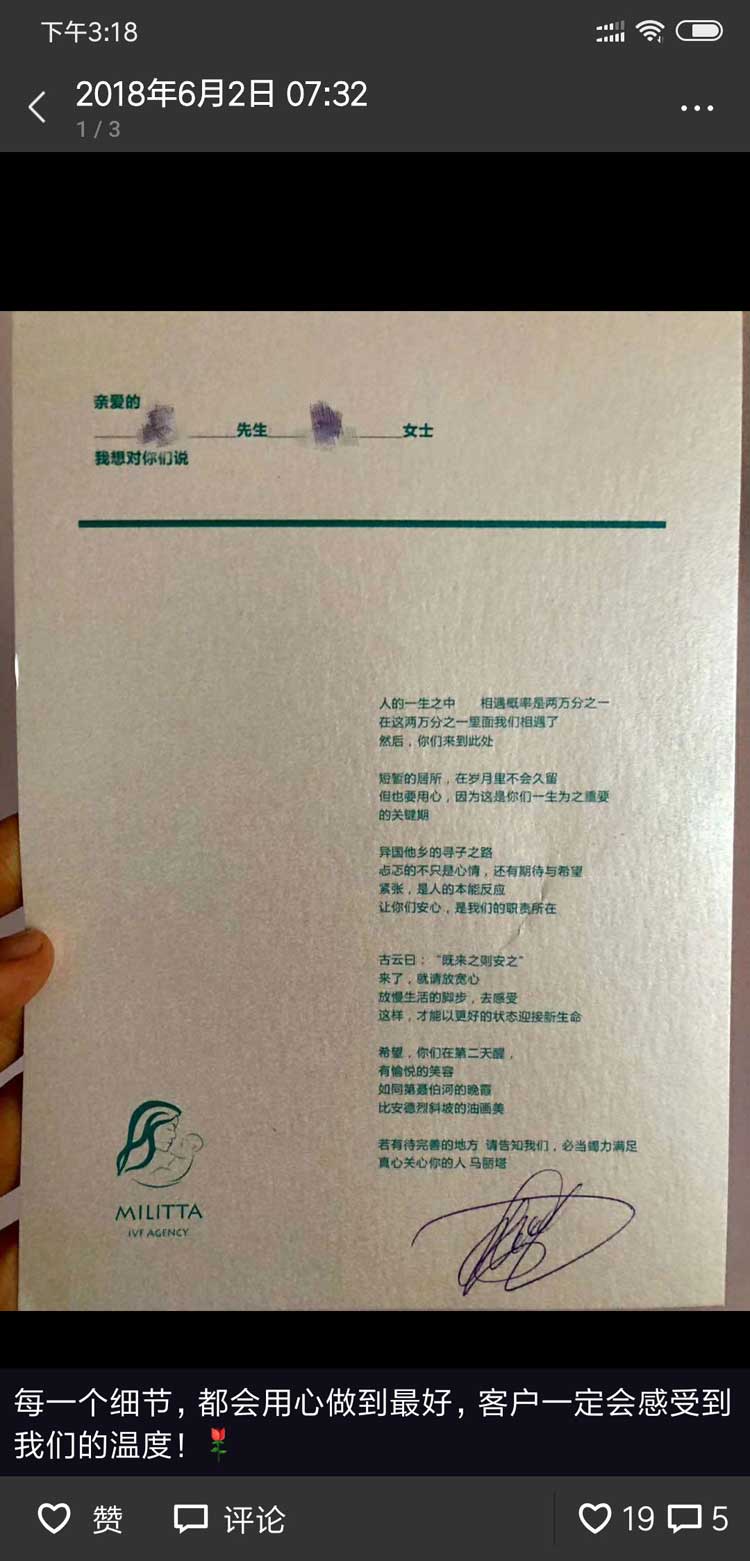 下午3:18
2018年6月2日 07:32
1 / 3
亲爱的
先生 女士
我想对你们说
人的一生之中 相遇概率是两万分之一
在这两万分之一里面我们相遇了
然后，你们来到此处
短暂的居所，在岁月里不会久留
但也要用心，因为这是你们一生为之重要
的关键期
异国他乡的寻子之路
忐忑的不只是心情，还有期待与希望
紧张，是人的本能反应
让你们安心，是我们的职责所在
古云曰：“既来之则安之”
来了，就请放宽心
放慢生活的脚步，去感受
这样，才能以更好的状态迎接新生命
希望，你们在第二天醒，
有愉悦的笑容
如同第聂伯河的晚霞
比安德烈斜坡的油画美
若有待完善的地方 请告知我们，必当竭力满足
真心关心你的人 马丽塔
MILITTA
IVF AGENCY
每一个细节，都会用心做到最好，客户一定会感受到
我们的温度！🌹
赞 评论 19 5